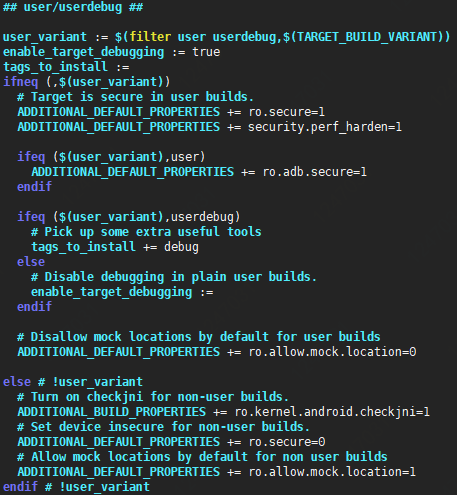 ## user/userdebug ##

user_variant := $(filter user userdebug,$(TARGET_BUILD_VARIANT))
enable_target_debugging := true
tags_to_install :=
ifneq (,$(user_variant))
  # Target is secure in user builds.
  ADDITIONAL_DEFAULT_PROPERTIES += ro.secure=1
  ADDITIONAL_DEFAULT_PROPERTIES += security.perf_harden=1

  ifeq ($(user_variant),user)
    ADDITIONAL_DEFAULT_PROPERTIES += ro.adb.secure=1
  endif

  ifeq ($(user_variant),userdebug)
    # Pick up some extra useful tools
    tags_to_install += debug
  else
    # Disable debugging in plain user builds.
    enable_target_debugging :=
  endif

  # Disallow mock locations by default for user builds
  ADDITIONAL_DEFAULT_PROPERTIES += ro.allow.mock.location=0

else # !user_variant
  # Turn on checkjni for non-user builds.
  ADDITIONAL_BUILD_PROPERTIES += ro.kernel.android.checkjni=1
  # Set device insecure for non-user builds.
  ADDITIONAL_DEFAULT_PROPERTIES += ro.secure=0
  # Allow mock locations by default for non user builds
  ADDITIONAL_DEFAULT_PROPERTIES += ro.allow.mock.location=1
endif # !user_variant